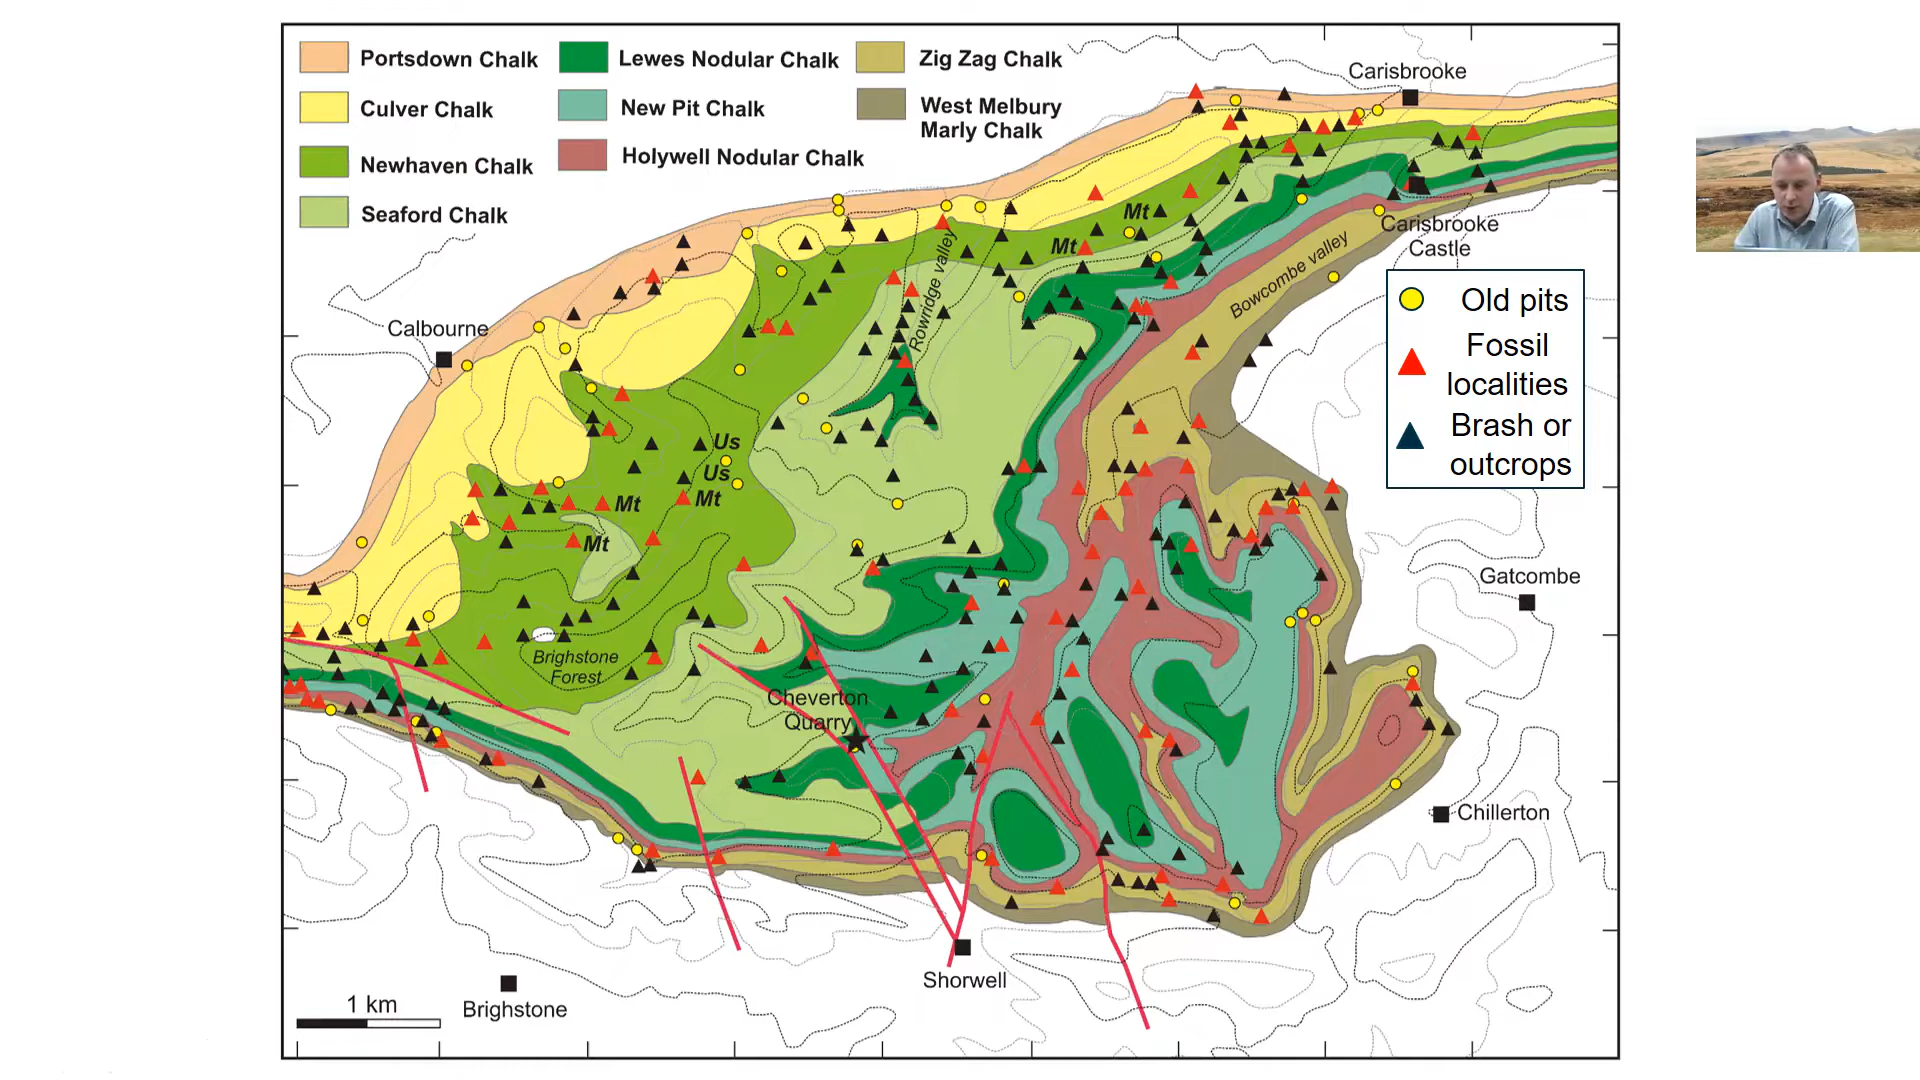 Portsdown Chalk
Culver Chalk
Newhaven Chalk
Seaford Chalk
Lewes Nodular Chalk
New Pit Chalk
Holywell Nodular Chalk
Zig Zag Chalk
West Melbury
Marly Chalk
Carisbrooke
Carisbrooke
Castle
Bowcombe valley
Mt
Mt
Rowridge valley
Calbourne
Old pits
Fossil
localities
Brash or
outcrops
Us
Us
Mt
Mt
Mt
Gatcombe
Brighstone
Forest
Cheverton
Quarry
Chillerton
Shorwell
Brighstone
1 km